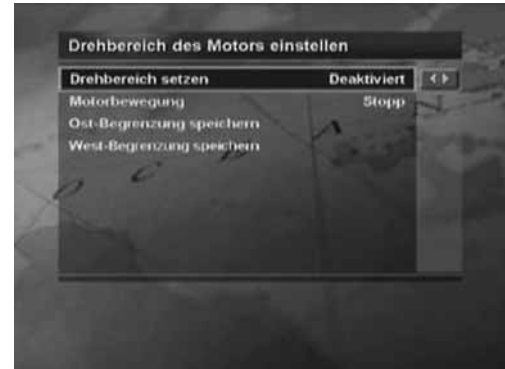 Drehbereich des Motors einstellen
Drehbereich setzen Deaktiviert
Motorbewegung Stopp
Ost-Begrenzung speichern
West-Begrenzung speichern